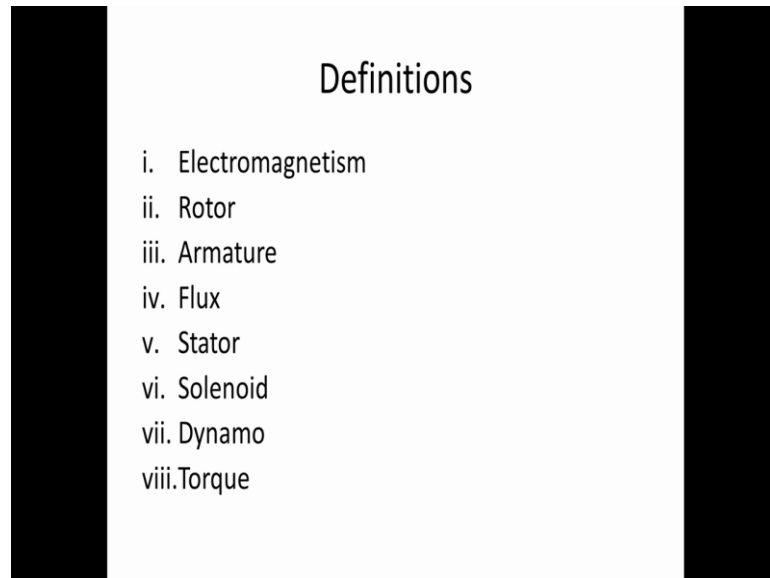 Definitions
i. Electromagnetism
ii. Rotor
iii. Armature
iv. Flux
v. Stator
vi. Solenoid
vii. Dynamo
viii.Torque